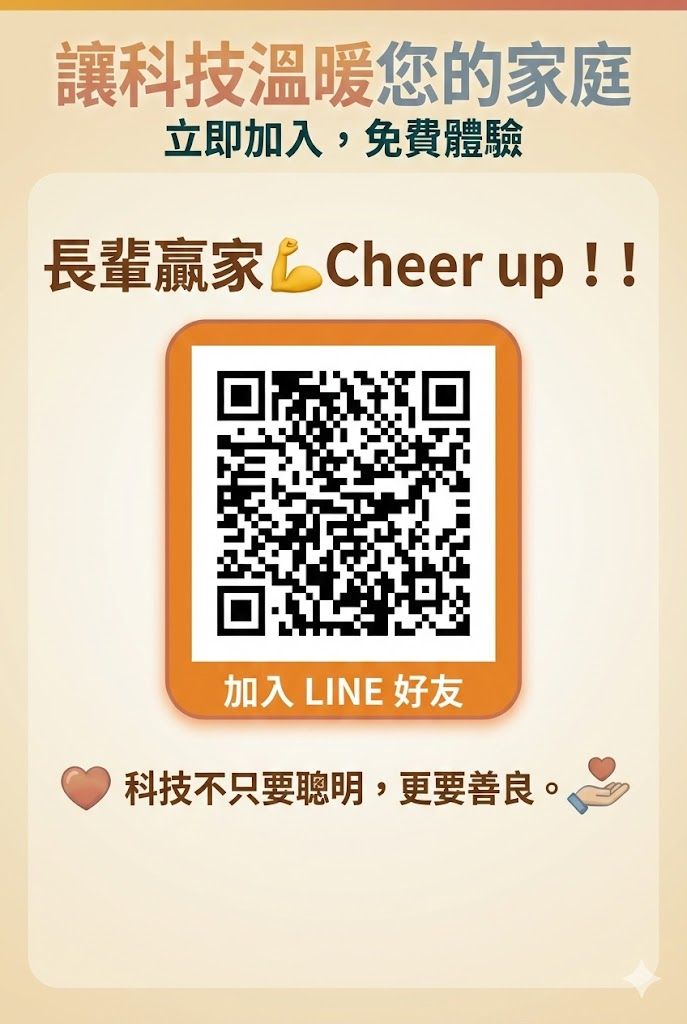 讓科技溫暖您的家庭
立即加入，免費體驗
長輩贏家💪Cheer up！！
加入 LINE 好友
科技不只要聰明，更要善良。